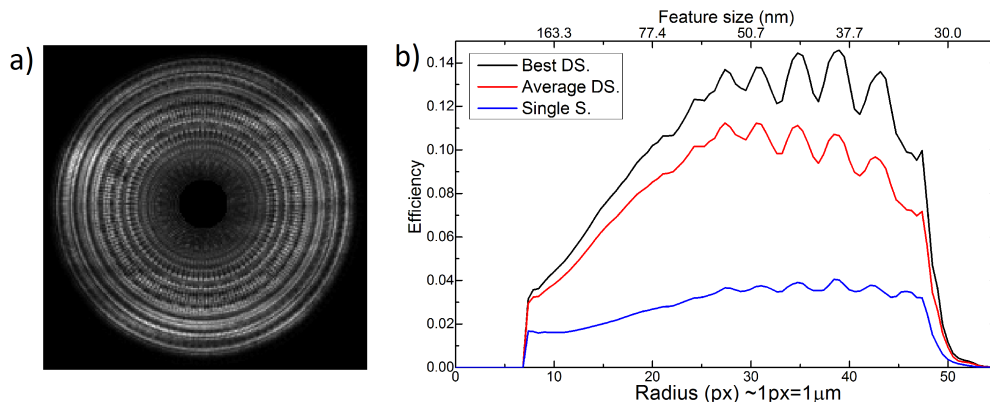 a)
b)
Feature size (nm)
163.3 77.4 50.7 37.7 30.0
Best DS.
Average DS.
Single S.
Efficiency
0.14
0.12
0.10
0.08
0.06
0.04
0.02
0.00
0 10 20 30 40 50
Radius (px) ~1px=1μm